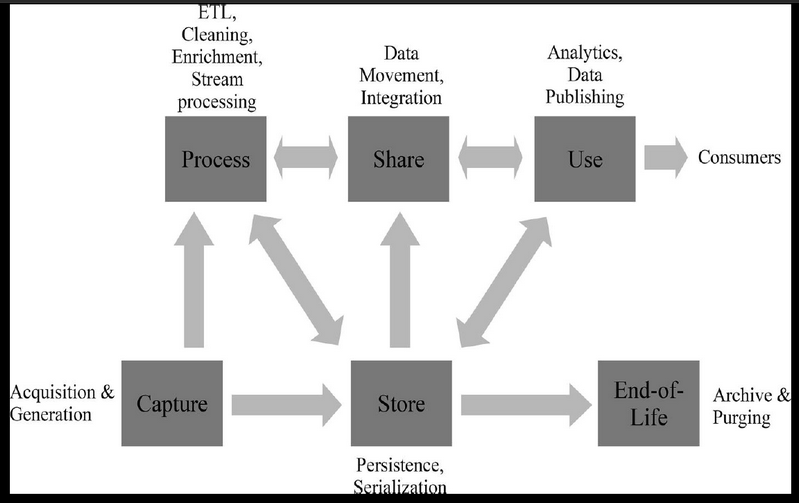 ETL,
Cleaning,
Enrichment,
Stream
processing
Data
Movement,
Integration
Analytics,
Data
Publishing
Process
Share
Use
Consumers
Acquisition &
Generation
Capture
Store
End-of-
Life
Archive &
Purging
Persistence,
Serialization